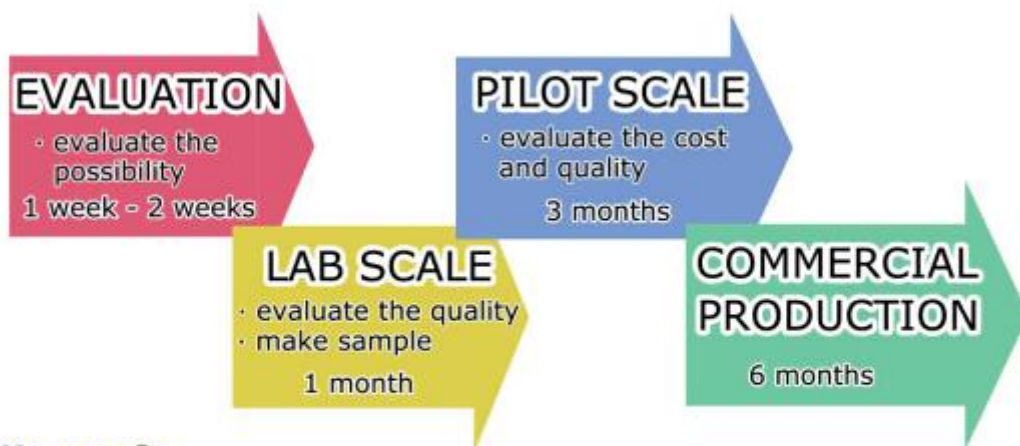 EVALUATION
· evaluate the
possibility
1 week - 2 weeks
LAB SCALE
· evaluate the quality
· make sample
1 month
PILOT SCALE
· evaluate the cost
and quality
3 months
COMMERCIAL
PRODUCTION
6 months